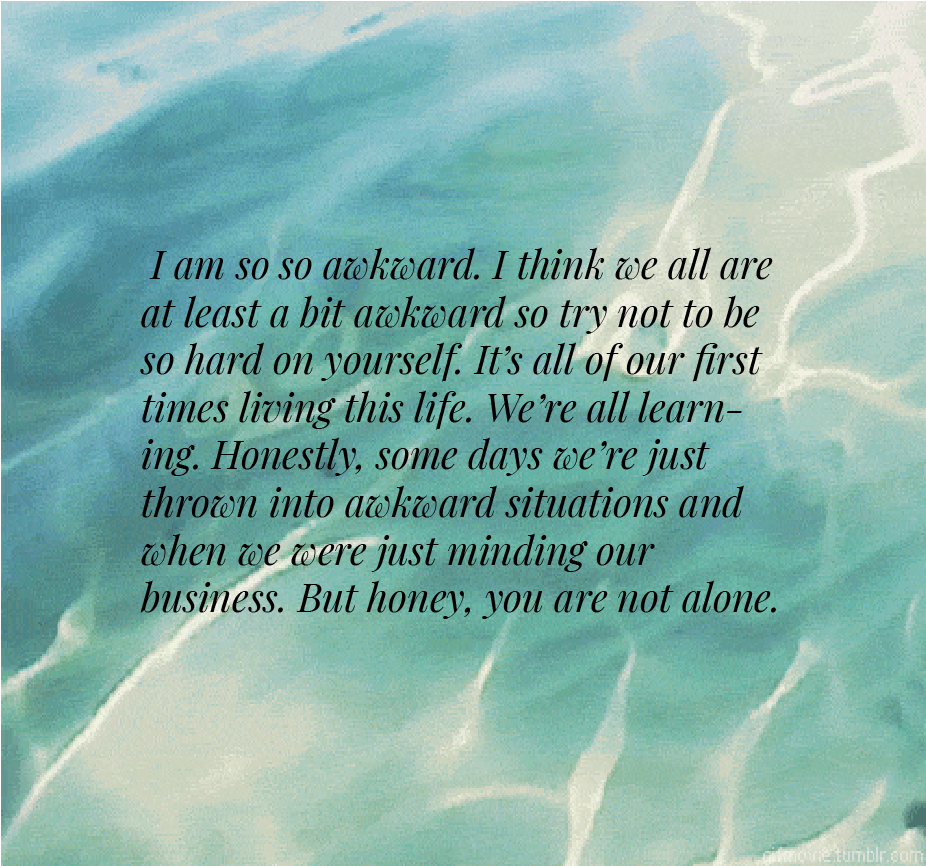 I am so so awkward. I think we all are
at least a bit awkward so try not to be
so hard on yourself. It’s all of our first
times living this life. We’re all learn-
ing. Honestly, some days we’re just
thrown into awkward situations and
when we were just minding our
business. But honey, you are not alone.